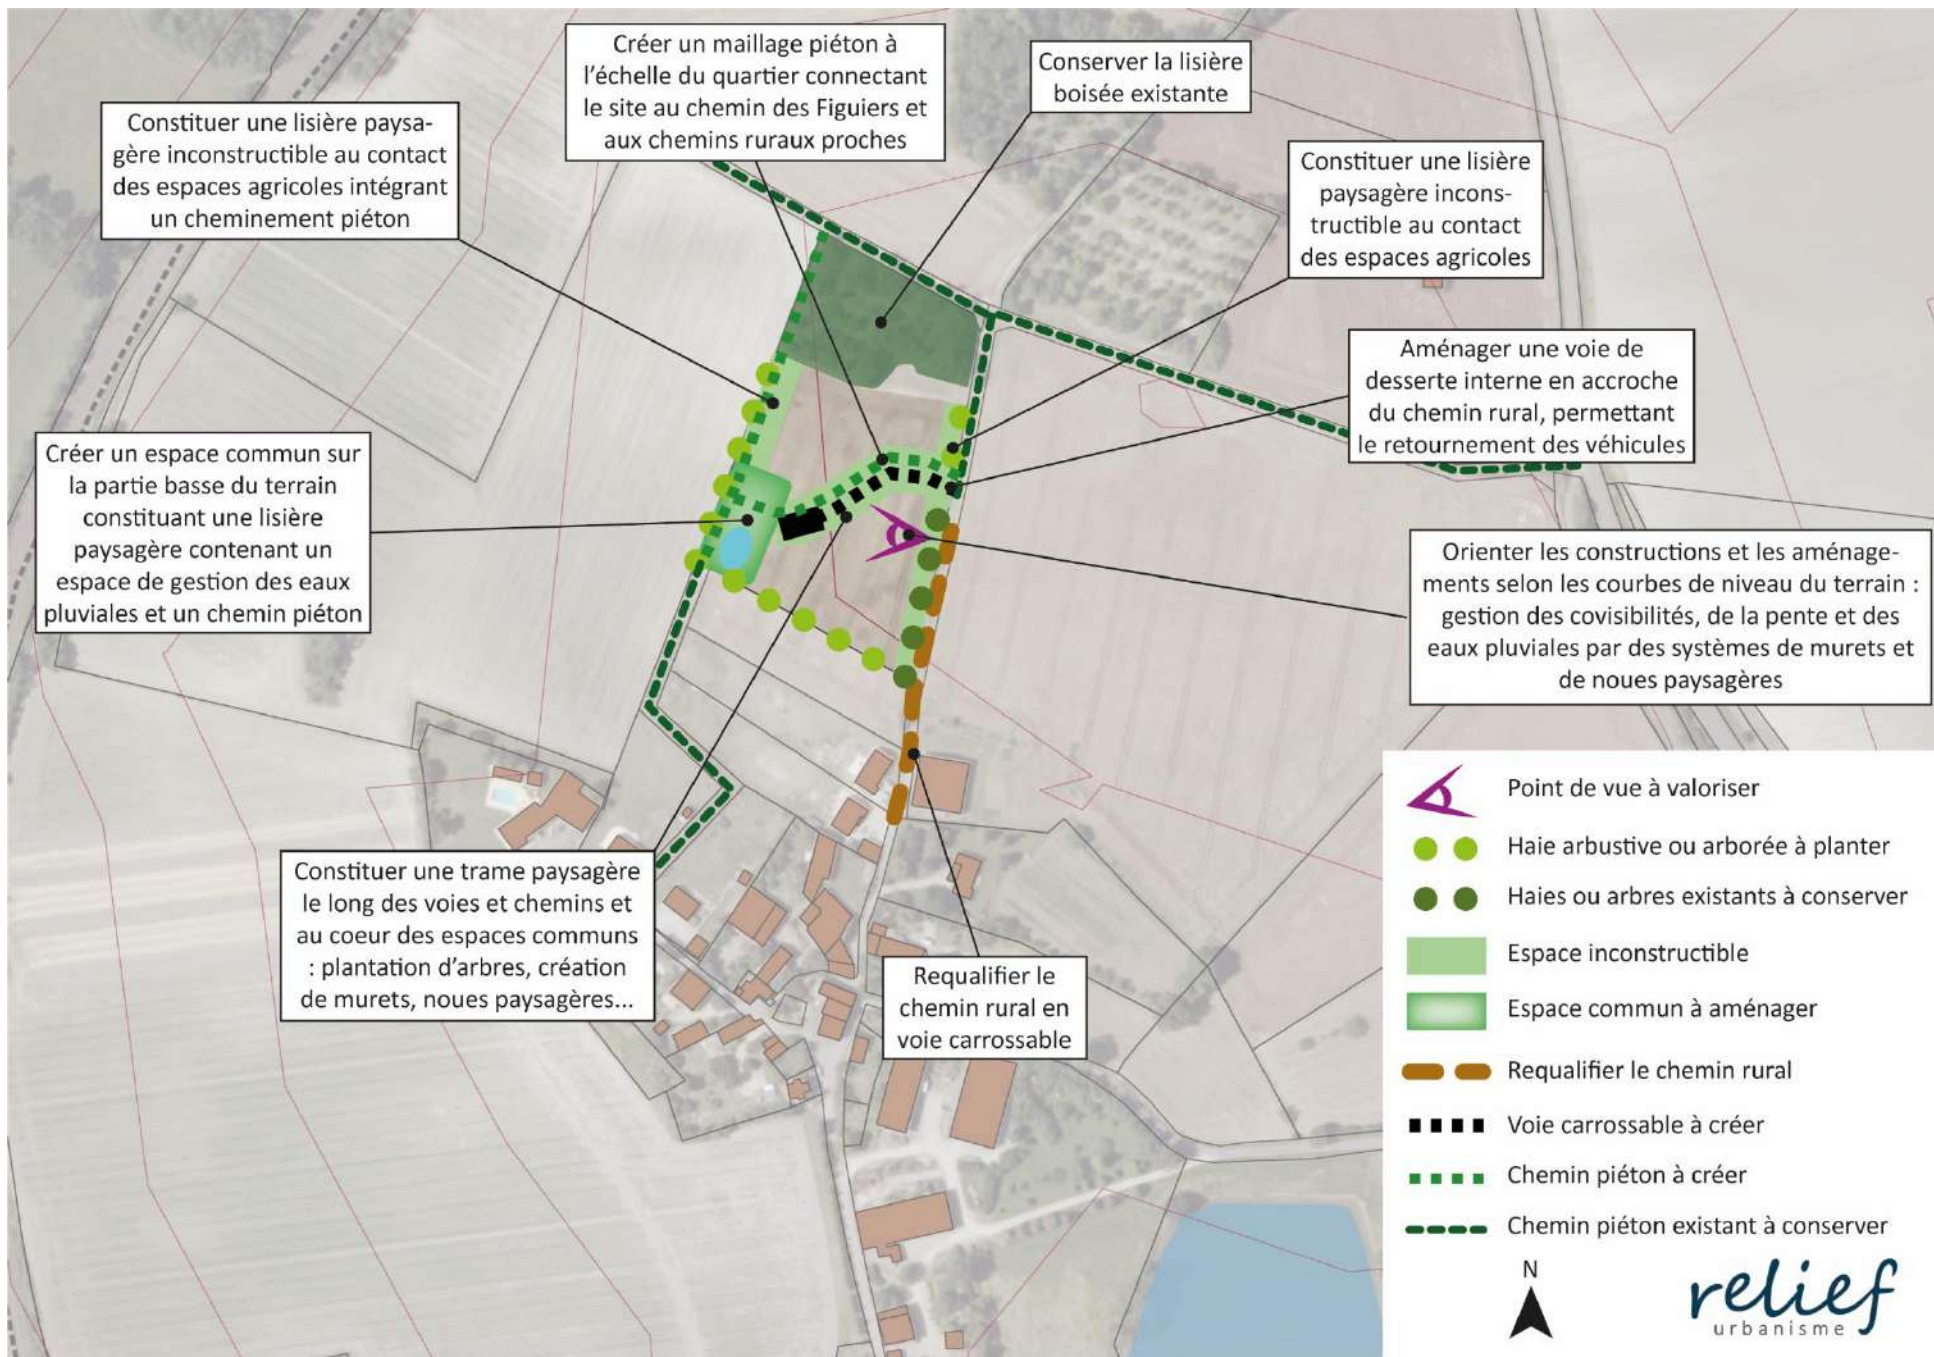 Créer un maillage piéton à
l'échelle du quartier connectant
le site au chemin des Figuiers et
aux chemins ruraux proches
Conserver la lisière
boisée existante
Constituer une lisière paysa-
gère inconstructible au contact
des espaces agricoles intégrant
un cheminement piéton
Constituer une lisière
paysagère incons-
tructible au contact
des espaces agricoles
Aménager une voie de
desserte interne en accroche
du chemin rural, permettant
le retournement des véhicules
Créer un espace commun sur
la partie basse du terrain
constituant une lisière
paysagère contenant un
espace de gestion des eaux
pluviales et un chemin piéton
Orienter les constructions et les aménage-
ments selon les courbes de niveau du terrain :
gestion des covisibilités, de la pente et des
eaux pluviales par des systèmes de murets et
de noues paysagères
Constituer une trame paysagère
le long des voies et chemins et
au coeur des espaces communs
: plantation d'arbres, création
de murets, noues paysagères...
Requalifier le
chemin rural en
voie carrossable
Point de vue à valoriser
Haie arbustive ou arborée à planter
Haies ou arbres existants à conserver
Espace inconstructible
Espace commun à aménager
Requalifier le chemin rural
Voie carrossable à créer
Chemin piéton à créer
Chemin piéton existant à conserver
N
relief
urbanisme